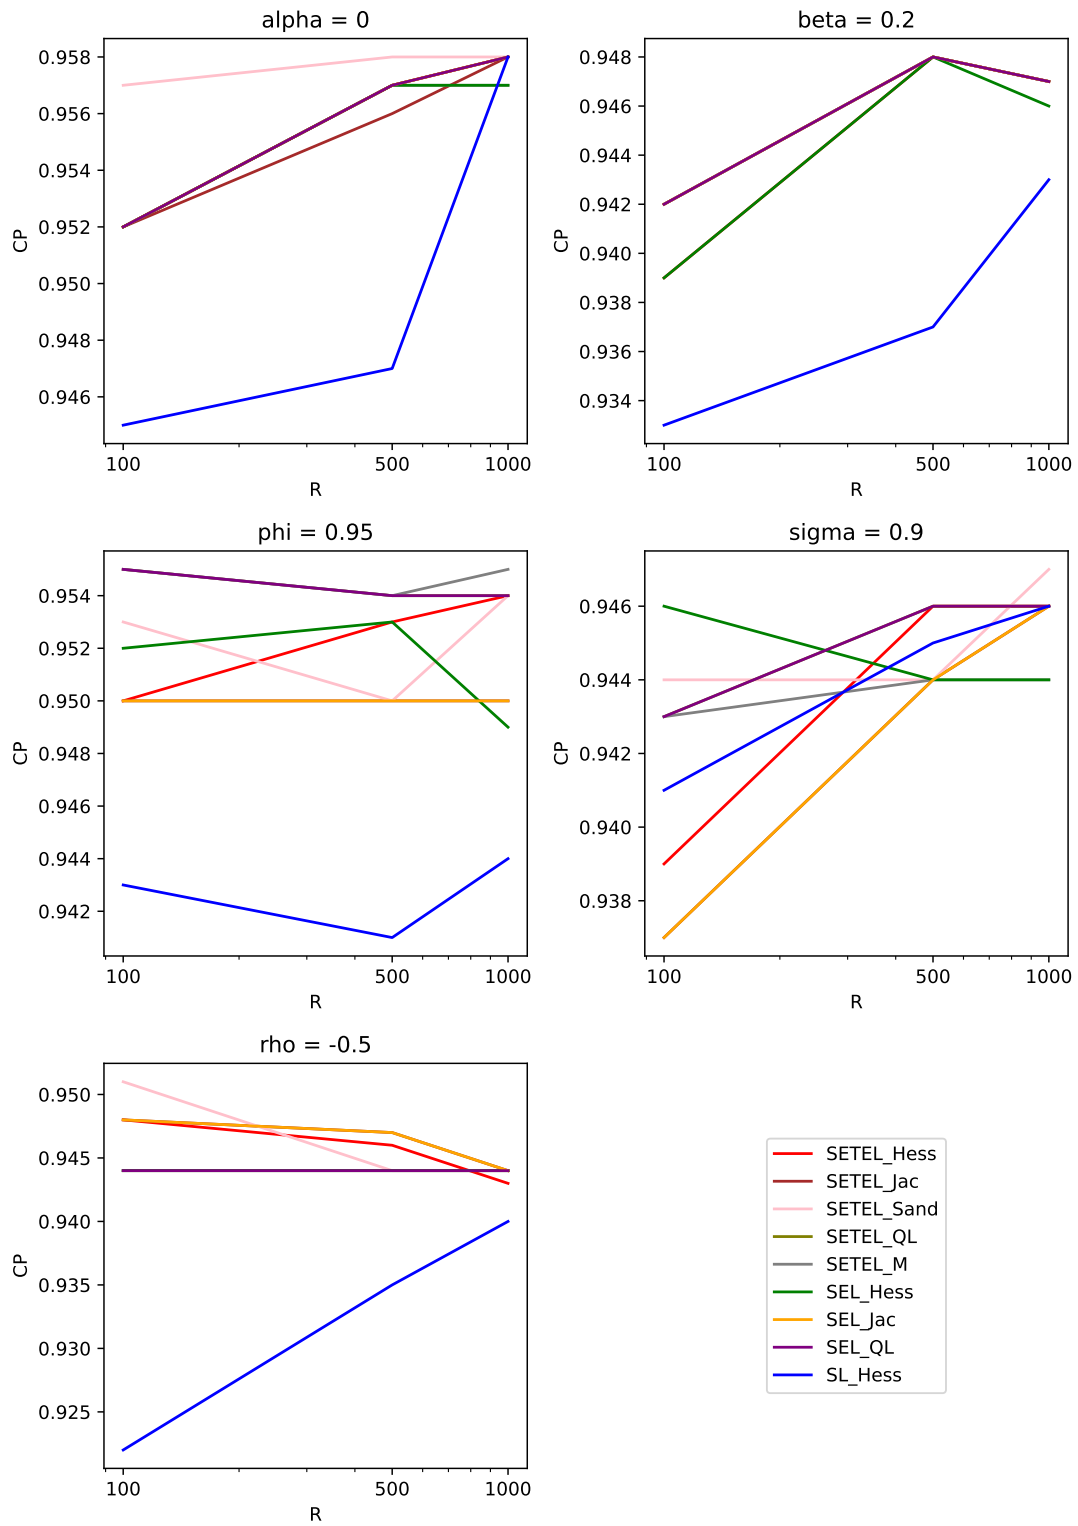 alpha = 0
0.958
0.956
0.954
0.952
0.950
0.948
0.946
CP
100
500
1000
R
beta = 0.2
0.948
0.946
0.944
0.942
0.940
0.938
0.936
0.934
CP
100
500
1000
R
phi = 0.95
0.954
0.952
0.950
0.948
0.946
0.944
0.942
CP
100
500
1000
R
sigma = 0.9
0.946
0.944
0.942
0.940
0.938
CP
100
500
1000
R
rho = -0.5
0.950
0.945
0.940
0.935
0.930
0.925
CP
100
500
1000
R
SETEL_Hess
SETEL_Jac
SETEL_Sand
SETEL_QL
SETEL_M
SEL_Hess
SEL_Jac
SEL_QL
SL_Hess